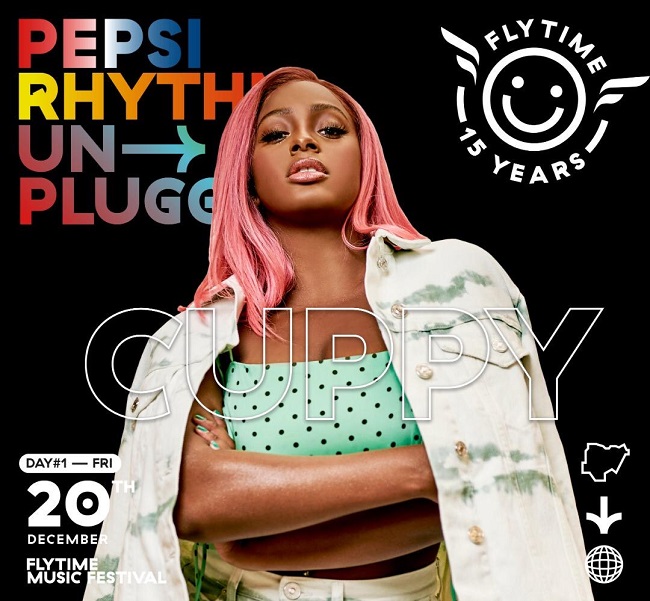 PEPSI
RHYTH
UN→
PLUGG
FLYTIME
15 YEARS
CUPPY
DAY#1 — FRI
20TH
DECEMBER
FLYTIME
MUSIC FESTIVAL